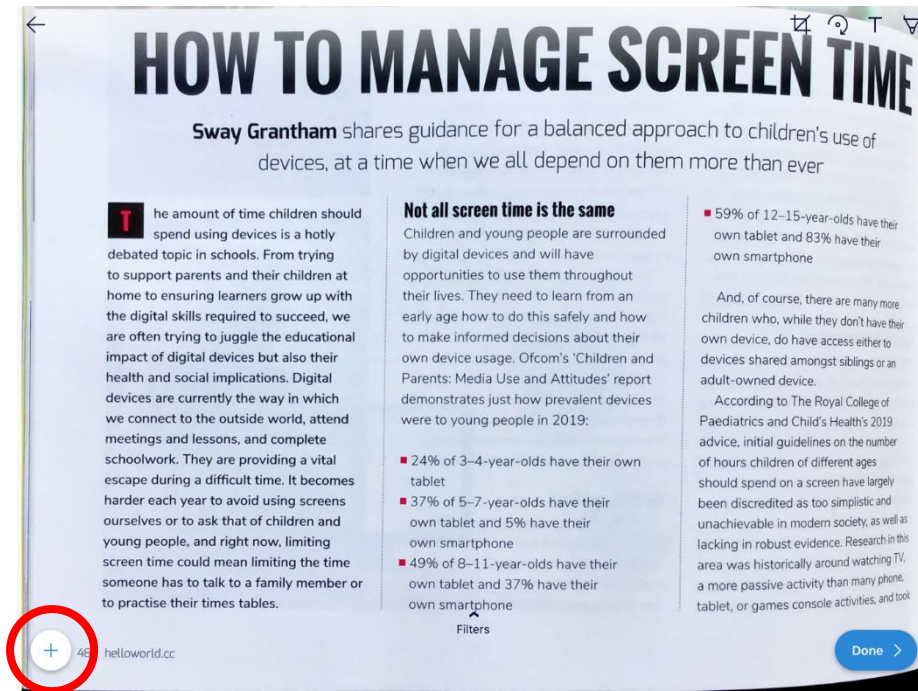 T
HOW TO MANAGE SCREEN TIME
Sway Grantham shares guidance for a balanced approach to children's use of
devices, at a time when we all depend on them more than ever
The amount of time children should
spend using devices is a hotly
debated topic in schools. From trying
to support parents and their children at
home to ensuring learners grow up with
the digital skills required to succeed, we
are often trying to juggle the educational
impact of digital devices but also their
health and social implications. Digital
devices are currently the way in which
we connect to the outside world, attend
meetings and lessons, and complete
schoolwork. They are providing a vital
escape during a difficult time. It becomes
harder each year to avoid using screens
ourselves or to ask that of children and
young people, and right now, limiting
screen time could mean limiting the time
someone has to talk to a family member or
to practise their times tables.
Not all screen time is the same
Children and young people are surrounded
by digital devices and will have
opportunities to use them throughout
their lives. They need to learn from an
early age how to do this safely and how
to make informed decisions about their
own device usage. Ofcom's 'Children and
Parents: Media Use and Attitudes' report
demonstrates just how prevalent devices
were to young people in 2019:
■ 24% of 3–4-year-olds have their own
tablet
■ 37% of 5–7-year-olds have their
own tablet and 5% have their
own smartphone
■ 49% of 8–11-year-olds have their
own tablet and 37% have their
own smartphone
■ 59% of 12–15-year-olds have their
own tablet and 83% have their
own smartphone
And, of course, there are many more
children who, while they don't have their
own device, do have access either to
devices shared amongst siblings or an
adult-owned device.
According to The Royal College of
Paediatrics and Child's Health's 2019
advice, initial guidelines on the number
of hours children of different ages
should spend on a screen have largely
been discredited as too simplistic and
unachievable in modern society, as well as
lacking in robust evidence. Research in this
area was historically around watching TV,
a more passive activity than many phone,
tablet, or games console activities, and took
Filters
48 helloworld.cc
Done